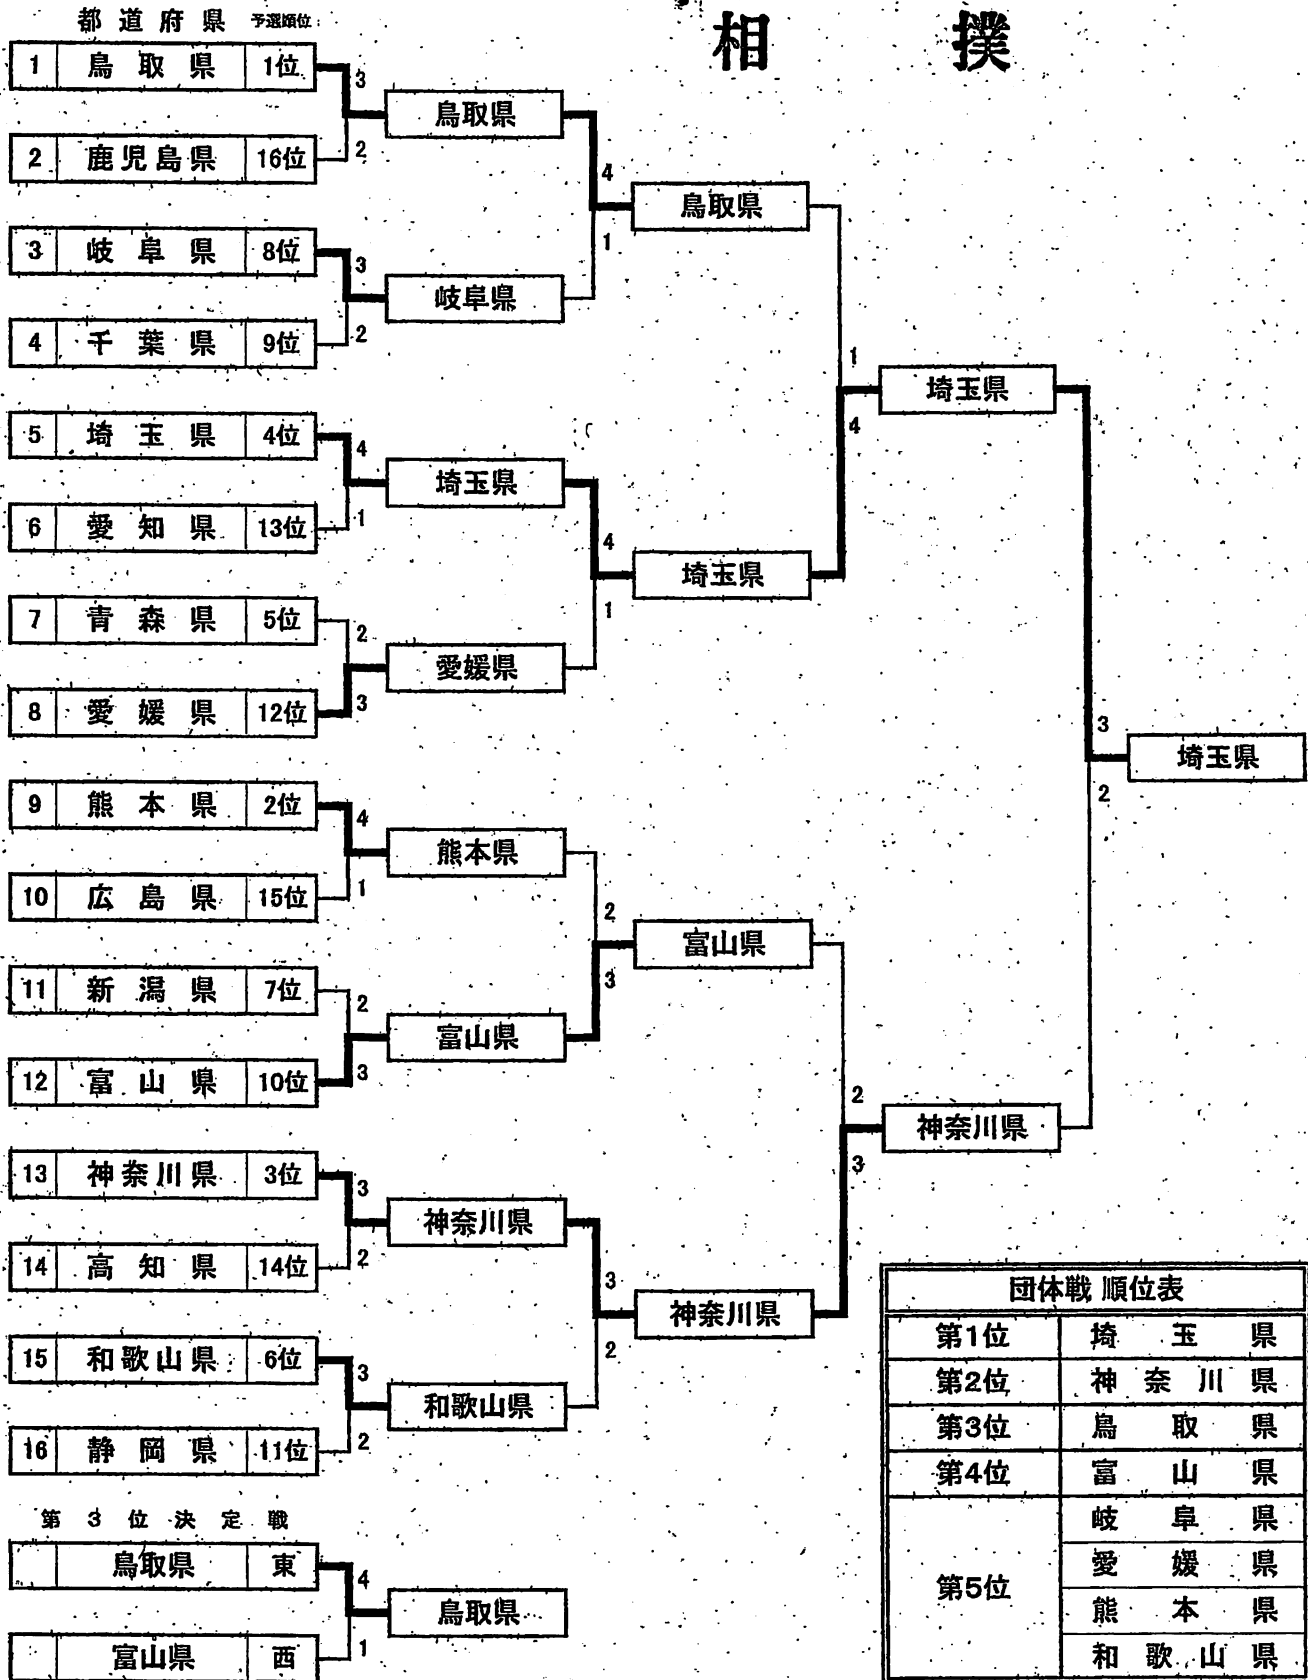 相 撲
都道府県 予選順位
1 鳥取県 1位
3
鳥取県
2 鹿児島県 16位
2
4
鳥取県
1
3 岐阜県 8位
3
岐阜県
4 千葉県 9位
2
1
埼玉県
4
5 埼玉県 4位
4
埼玉県
6 愛知県 13位
1
4
埼玉県
1
7 青森県 5位
2
愛媛県
8 愛媛県 12位
3
3
埼玉県
2
9 熊本県 2位
4
熊本県
10 広島県 15位
1
2
富山県
3
11 新潟県 7位
2
富山県
12 富山県 10位
3
2
神奈川県
3
13 神奈川県 3位
3
神奈川県
14 高知県 14位
2
3
神奈川県
2
15 和歌山県 6位
3
和歌山県
16 静岡県 11位
2
第3位決定戦
鳥取県 東
4
鳥取県
富山県 西
1
団体戦 順位表
第1位 埼玉県
第2位 神奈川県
第3位 鳥取県
第4位 富山県
第5位 岐阜県
愛媛県
熊本県
和歌山県